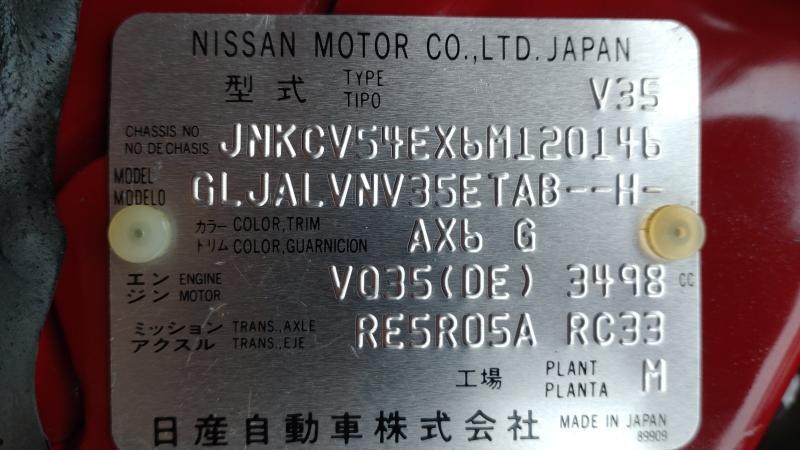 NISSAN MOTOR CO.,LTD. JAPAN
型式 TYPE TIPO V35
CHASSIS NO NO DE CHASIS JNKCV54EX6M120146
MODEL MODELO GLJALVNV35ETAB--H-
カラー COLOR,TRIM トリム COLOR,GUARNICION AX6 G
エンジン ENGINE MOTOR VQ35(DE) 3498 CC
ミッション TRANS.,AXLE アクスル TRANS.,EJE RE5R05A RC33
工場 PLANT PLANTA M
日産自動車株式会社 MADE IN JAPAN
89909